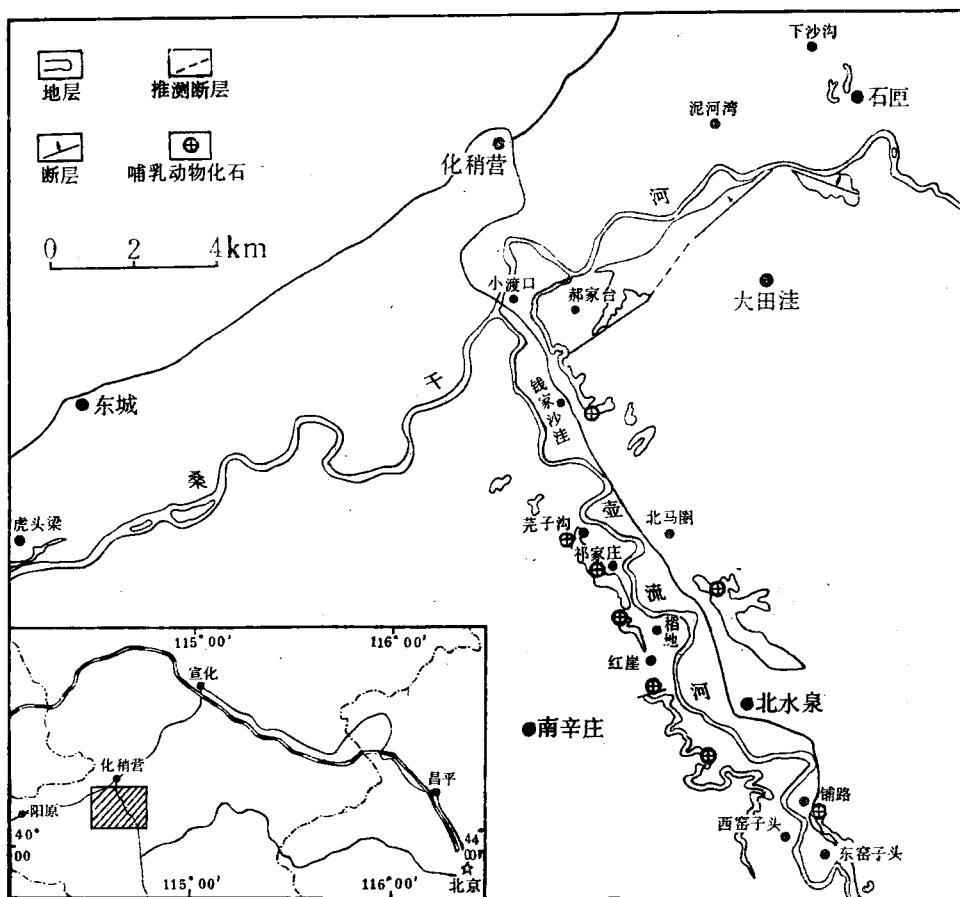 地层
推测断层
断层
哺乳动物化石
0 2 4km
下沙沟
石匣
泥河湾
化稍营
河
小渡口
郝家台
大田洼
东城
干
钱家沙洼
桑
虎头梁
芫子沟
壶
北马圈
祁家庄
流
稻地
红崖
河
北水泉
南辛庄
铺路
西窑子头
东窑子头
115°00′
116°00′
宣化
化稍营
阳原
昌平
40°
00
北京
115°00′
116°00′